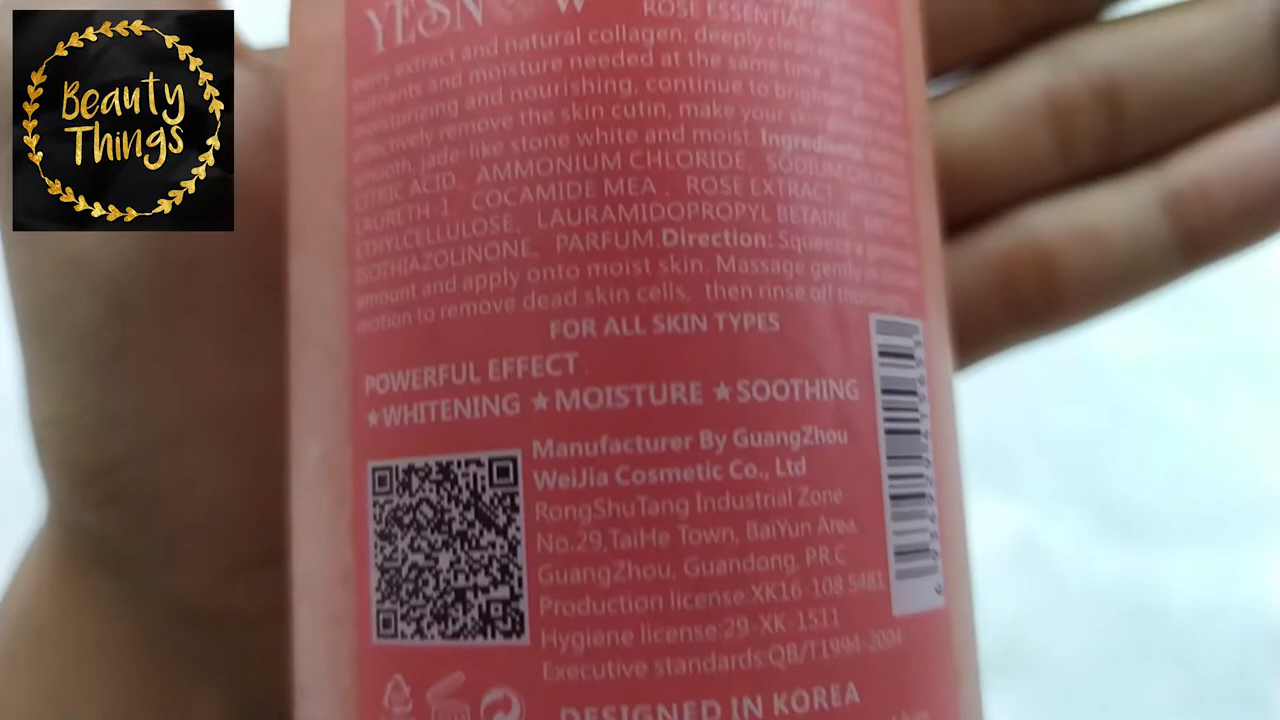 Beauty
Things
YESNOW
ROSE ESSENTIAL
extract and natural collagen, deeply clean
and moisture needed at the same time
moisturizing and nourishing, continue to brighten
effectively remove the skin cutin, make your skin
smooth, jade-like stone white and moist. Ingredients:
CITRIC ACID, AMMONIUM CHLORIDE, SODIUM
LAURETH-1, COCAMIDE MEA, ROSE EXTRACT,
ETHYLCELLULOSE, LAURAMIDOPROPYL BETAINE,
ISOTHIAZOLINONE, PARFUM.Direction: Squeeze a
amount and apply onto moist skin. Massage gently
motion to remove dead skin cells, then rinse off
FOR ALL SKIN TYPES
POWERFUL EFFECT
★WHITENING ★MOISTURE ★SOOTHING
Manufacturer By GuangZhou
WeiJia Cosmetic Co., Ltd
RongShuTang Industrial Zone
No.29,TaiHe Town, BaiYun Area,
GuangZhou, Guandong, P.R.C
Production license:XK16-108 5481
Hygiene license:29-XK-1511
Executive standards:QB/T1994-2004
DESIGNED IN KOREA